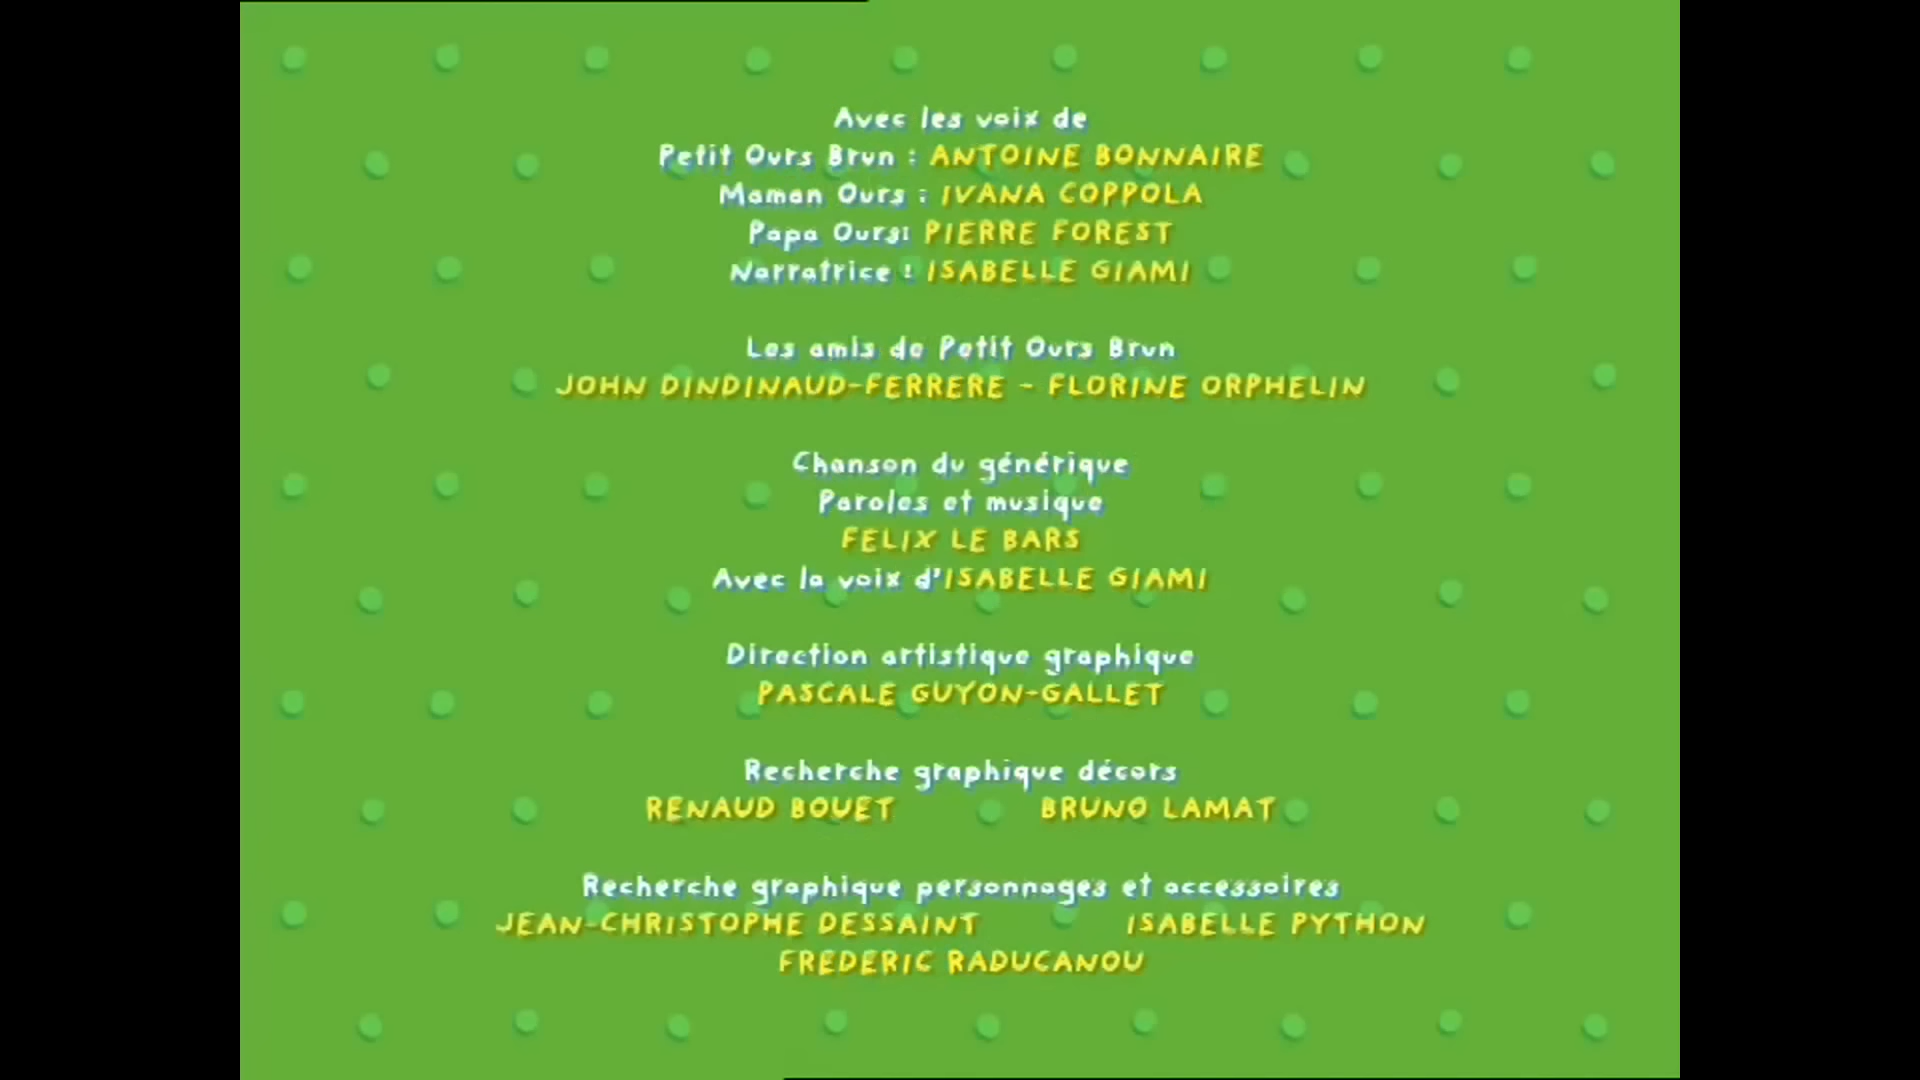 Avec les voix de
Petit Ours Brun : ANTOINE BONNAIRE
Maman Ours : IVANA COPPOLA
Papa Ours: PIERRE FOREST
Narratrice : ISABELLE GIAMI
Les amis de Petit Ours Brun
JOHN DINDINAUD-FERRERE - FLORINE ORPHELIN
Chanson du générique
Paroles et musique
FELIX LE BARS
Avec la voix d'ISABELLE GIAMI
Direction artistique graphique
PASCALE GUYON-GALLET
Recherche graphique décors
RENAUD BOUET BRUNO LAMAT
Recherche graphique personnages et accessoires
JEAN-CHRISTOPHE DESSAINT ISABELLE PYTHON
FREDERIC RADUCANOU